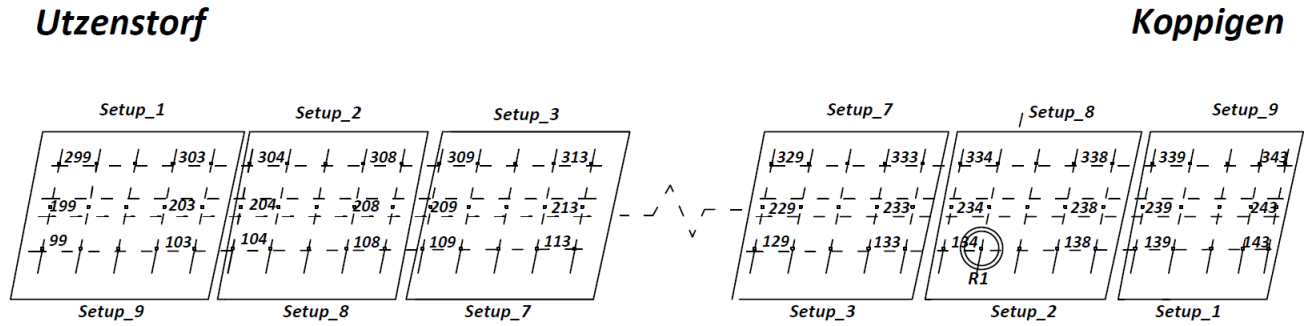 Utzenstorf Koppigen
Setup_1 Setup_2 Setup_3 Setup_7 Setup_8 Setup_9
299 303 304 308 309 313 329 333 334 338 339 343
199 203 204 208 209 213 229 233 234 238 239 243
99 103 104 108 109 113 129 133 134 138 139 143
R1
Setup_9 Setup_8 Setup_7 Setup_3 Setup_2 Setup_1